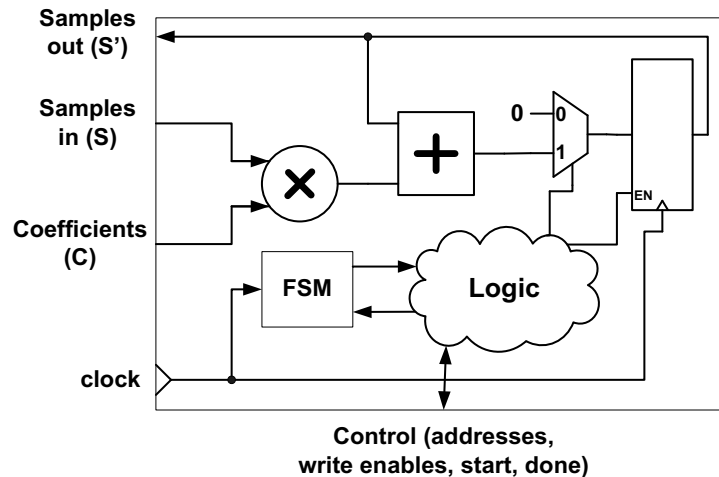 Samples
out (S’)
Samples
in (S)
Coefficients
(C)
clock
0
0
1
EN
FSM
Logic
Control (addresses,
write enables, start, done)